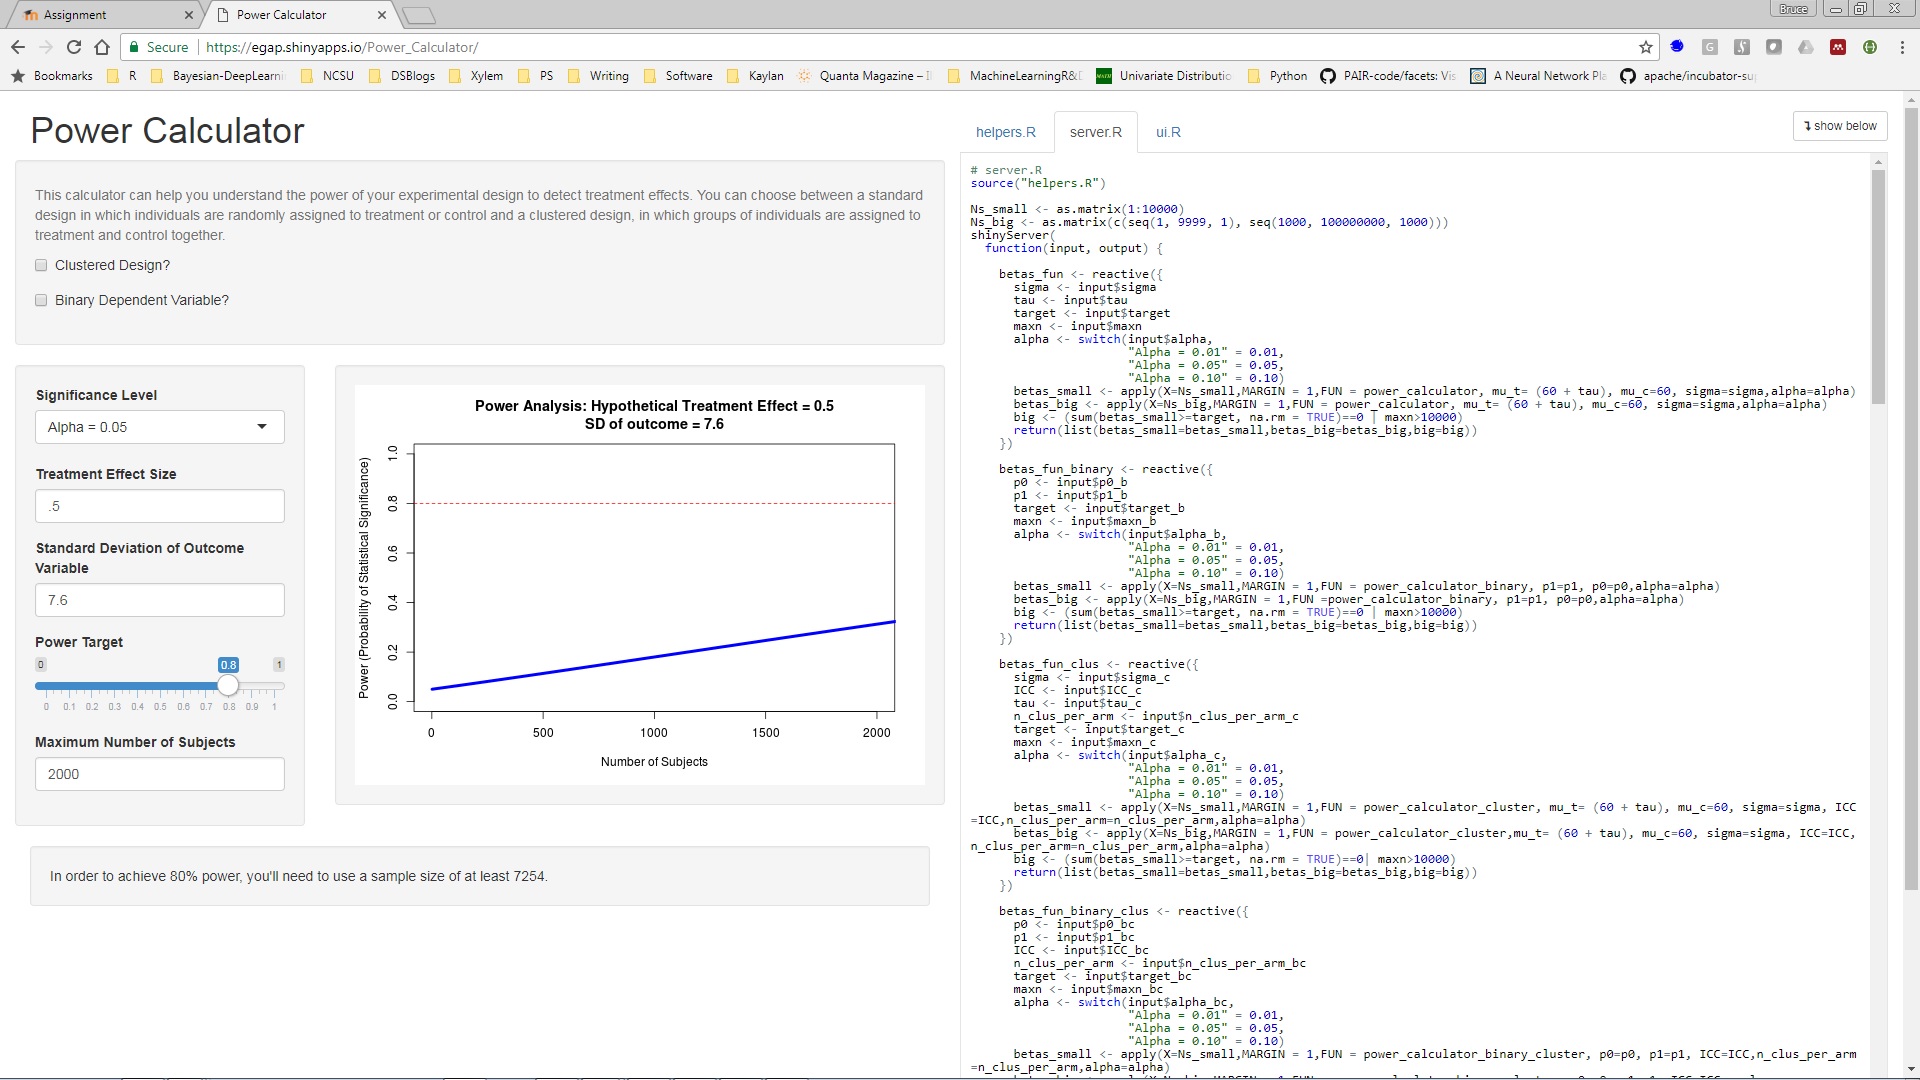 Assignment
Power Calculator
Bruce
Secure
https://egap.shinyapps.io/Power_Calculator/
Bookmarks
R
Bayesian-DeepLearni
NCSU
DSBlogs
Xylem
PS
Writing
Software
Kaylan
Quanta Magazine –
MachineLearningR&
Univariate Distributio
Python
PAIR-code/facets: Vis
A Neural Network Pla
apache/incubator-su
Power Calculator
This calculator can help you understand the power of your experimental design to detect treatment effects. You can choose between a standard
design in which individuals are randomly assigned to treatment or control and a clustered design, in which groups of individuals are assigned to
treatment and control together.
Clustered Design?
Binary Dependent Variable?
Significance Level
Alpha = 0.05
Treatment Effect Size
.5
Standard Deviation of Outcome
Variable
7.6
Power Target
0 0.8 1
0 0.1 0.2 0.3 0.4 0.5 0.6 0.7 0.8 0.9 1
Maximum Number of Subjects
2000
Power Analysis: Hypothetical Treatment Effect = 0.5
SD of outcome = 7.6
Power (Probability of Statistical Significance)
1.0
0.8
0.6
0.4
0.2
0.0
0 500 1000 1500 2000
Number of Subjects
In order to achieve 80% power, you'll need to use a sample size of at least 7254.
helpers.R
server.R
ui.R
show below
# server.R
source("helpers.R")
Ns_small <- as.matrix(1:10000)
Ns_big <- as.matrix(c(seq(1, 9999, 1), seq(1000, 100000000, 1000)))
shinyServer(
function(input, output) {
betas_fun <- reactive({
sigma <- input$sigma
tau <- input$tau
target <- input$target
maxn <- input$maxn
alpha <- switch(input$alpha,
"Alpha = 0.01" = 0.01,
"Alpha = 0.05" = 0.05,
"Alpha = 0.10" = 0.10)
betas_small <- apply(X=Ns_small,MARGIN = 1,FUN = power_calculator, mu_t= (60 + tau), mu_c=60, sigma=sigma,alpha=alpha)
betas_big <- apply(X=Ns_big,MARGIN = 1,FUN = power_calculator, mu_t= (60 + tau), mu_c=60, sigma=sigma,alpha=alpha)
big <- (sum(betas_small>=target, na.rm = TRUE)==0 | maxn>10000)
return(list(betas_small=betas_small,betas_big=betas_big,big=big))
})
betas_fun_binary <- reactive({
p0 <- input$p0_b
p1 <- input$p1_b
target <- input$target_b
maxn <- input$maxn_b
alpha <- switch(input$alpha_b,
"Alpha = 0.01" = 0.01,
"Alpha = 0.05" = 0.05,
"Alpha = 0.10" = 0.10)
betas_small <- apply(X=Ns_small,MARGIN = 1,FUN = power_calculator_binary, p1=p1, p0=p0,alpha=alpha)
betas_big <- apply(X=Ns_big,MARGIN = 1,FUN =power_calculator_binary, p1=p1, p0=p0,alpha=alpha)
big <- (sum(betas_small>=target, na.rm = TRUE)==0 | maxn>10000)
return(list(betas_small=betas_small,betas_big=betas_big,big=big))
})
betas_fun_clus <- reactive({
sigma <- input$sigma_c
ICC <- input$ICC_c
tau <- input$tau_c
n_clus_per_arm <- input$n_clus_per_arm_c
target <- input$target_c
maxn <- input$maxn_c
alpha <- switch(input$alpha_c,
"Alpha = 0.01" = 0.01,
"Alpha = 0.05" = 0.05,
"Alpha = 0.10" = 0.10)
betas_small <- apply(X=Ns_small,MARGIN = 1,FUN = power_calculator_cluster, mu_t= (60 + tau), mu_c=60, sigma=sigma, ICC
=ICC,n_clus_per_arm=n_clus_per_arm,alpha=alpha)
betas_big <- apply(X=Ns_big,MARGIN = 1,FUN = power_calculator_cluster,mu_t= (60 + tau), mu_c=60, sigma=sigma, ICC=ICC,
n_clus_per_arm=n_clus_per_arm,alpha=alpha)
big <- (sum(betas_small>=target, na.rm = TRUE)==0| maxn>10000)
return(list(betas_small=betas_small,betas_big=betas_big,big=big))
})
betas_fun_binary_clus <- reactive({
p0 <- input$p0_bc
p1 <- input$p1_bc
ICC <- input$ICC_bc
n_clus_per_arm <- input$n_clus_per_arm_bc
target <- input$target_bc
maxn <- input$maxn_bc
alpha <- switch(input$alpha_bc,
"Alpha = 0.01" = 0.01,
"Alpha = 0.05" = 0.05,
"Alpha = 0.10" = 0.10)
betas_small <- apply(X=Ns_small,MARGIN = 1,FUN = power_calculator_binary_cluster, p0=p0, p1=p1, ICC=ICC,n_clus_per_arm
=n_clus_per_arm,alpha=alpha)